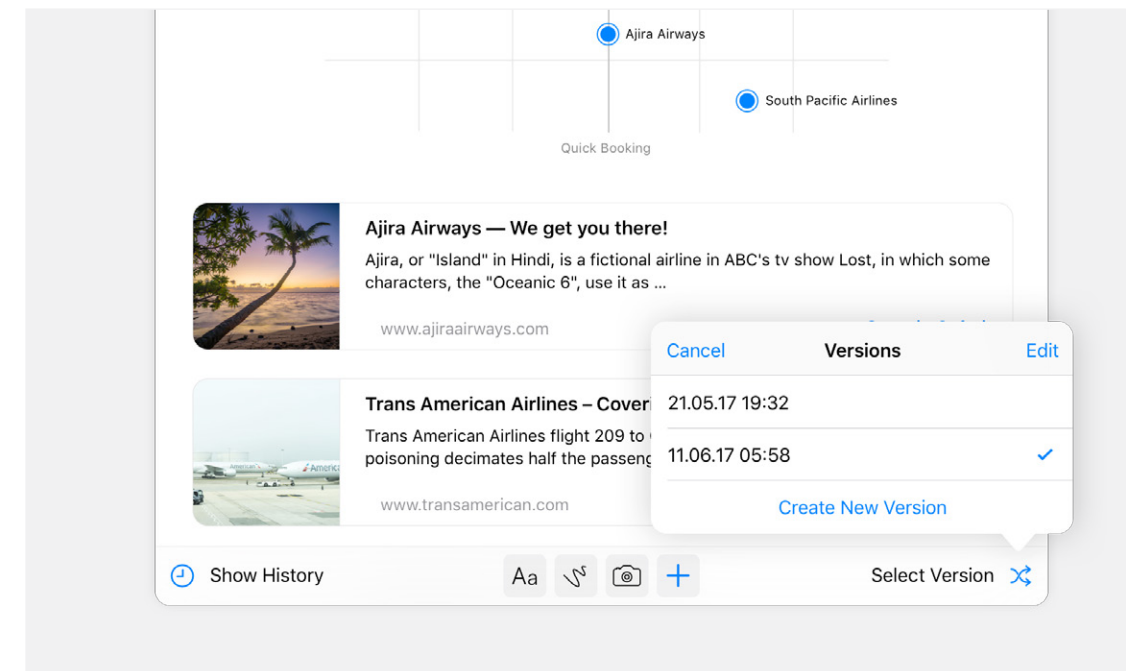 Ajira Airways
South Pacific Airlines
Quick Booking
Ajira Airways — We get you there!
Ajira, or "Island" in Hindi, is a fictional airline in ABC's tv show Lost, in which some
characters, the "Oceanic 6", use it as ...
www.ajiraairways.com
Trans American Airlines –
Trans American Airlines flight 209 to
poisoning decimates half the
www.transamerican.com
Cancel
Versions
Edit
21.05.17 19:32
11.06.17 05:58
Create New Version
Show History
Aa
Select Version